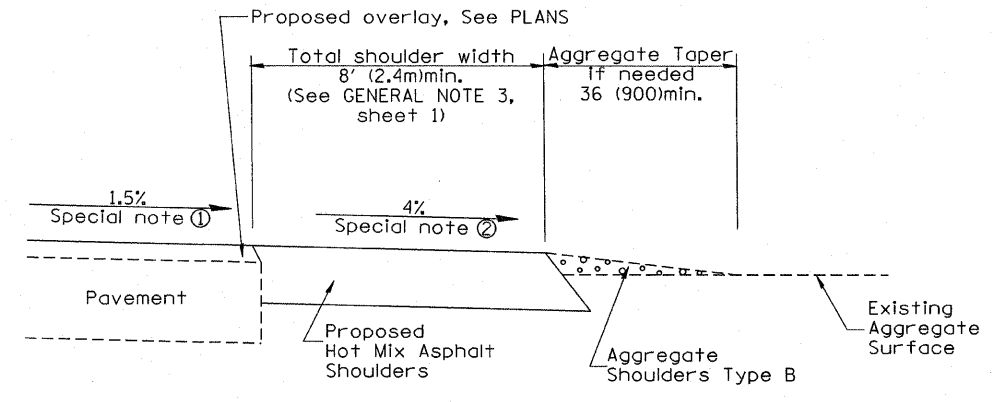 Proposed overlay, See PLANS
Total shoulder width
8' (2.4m)min.
(See GENERAL NOTE 3,
sheet 1)
Aggregate Taper
if needed
36 (900)min.
1.5%
Special note ①
4%
Special note ②
Pavement
Proposed
Hot Mix Asphalt
Shoulders
Aggregate
Shoulders Type B
Existing
Aggregate
Surface